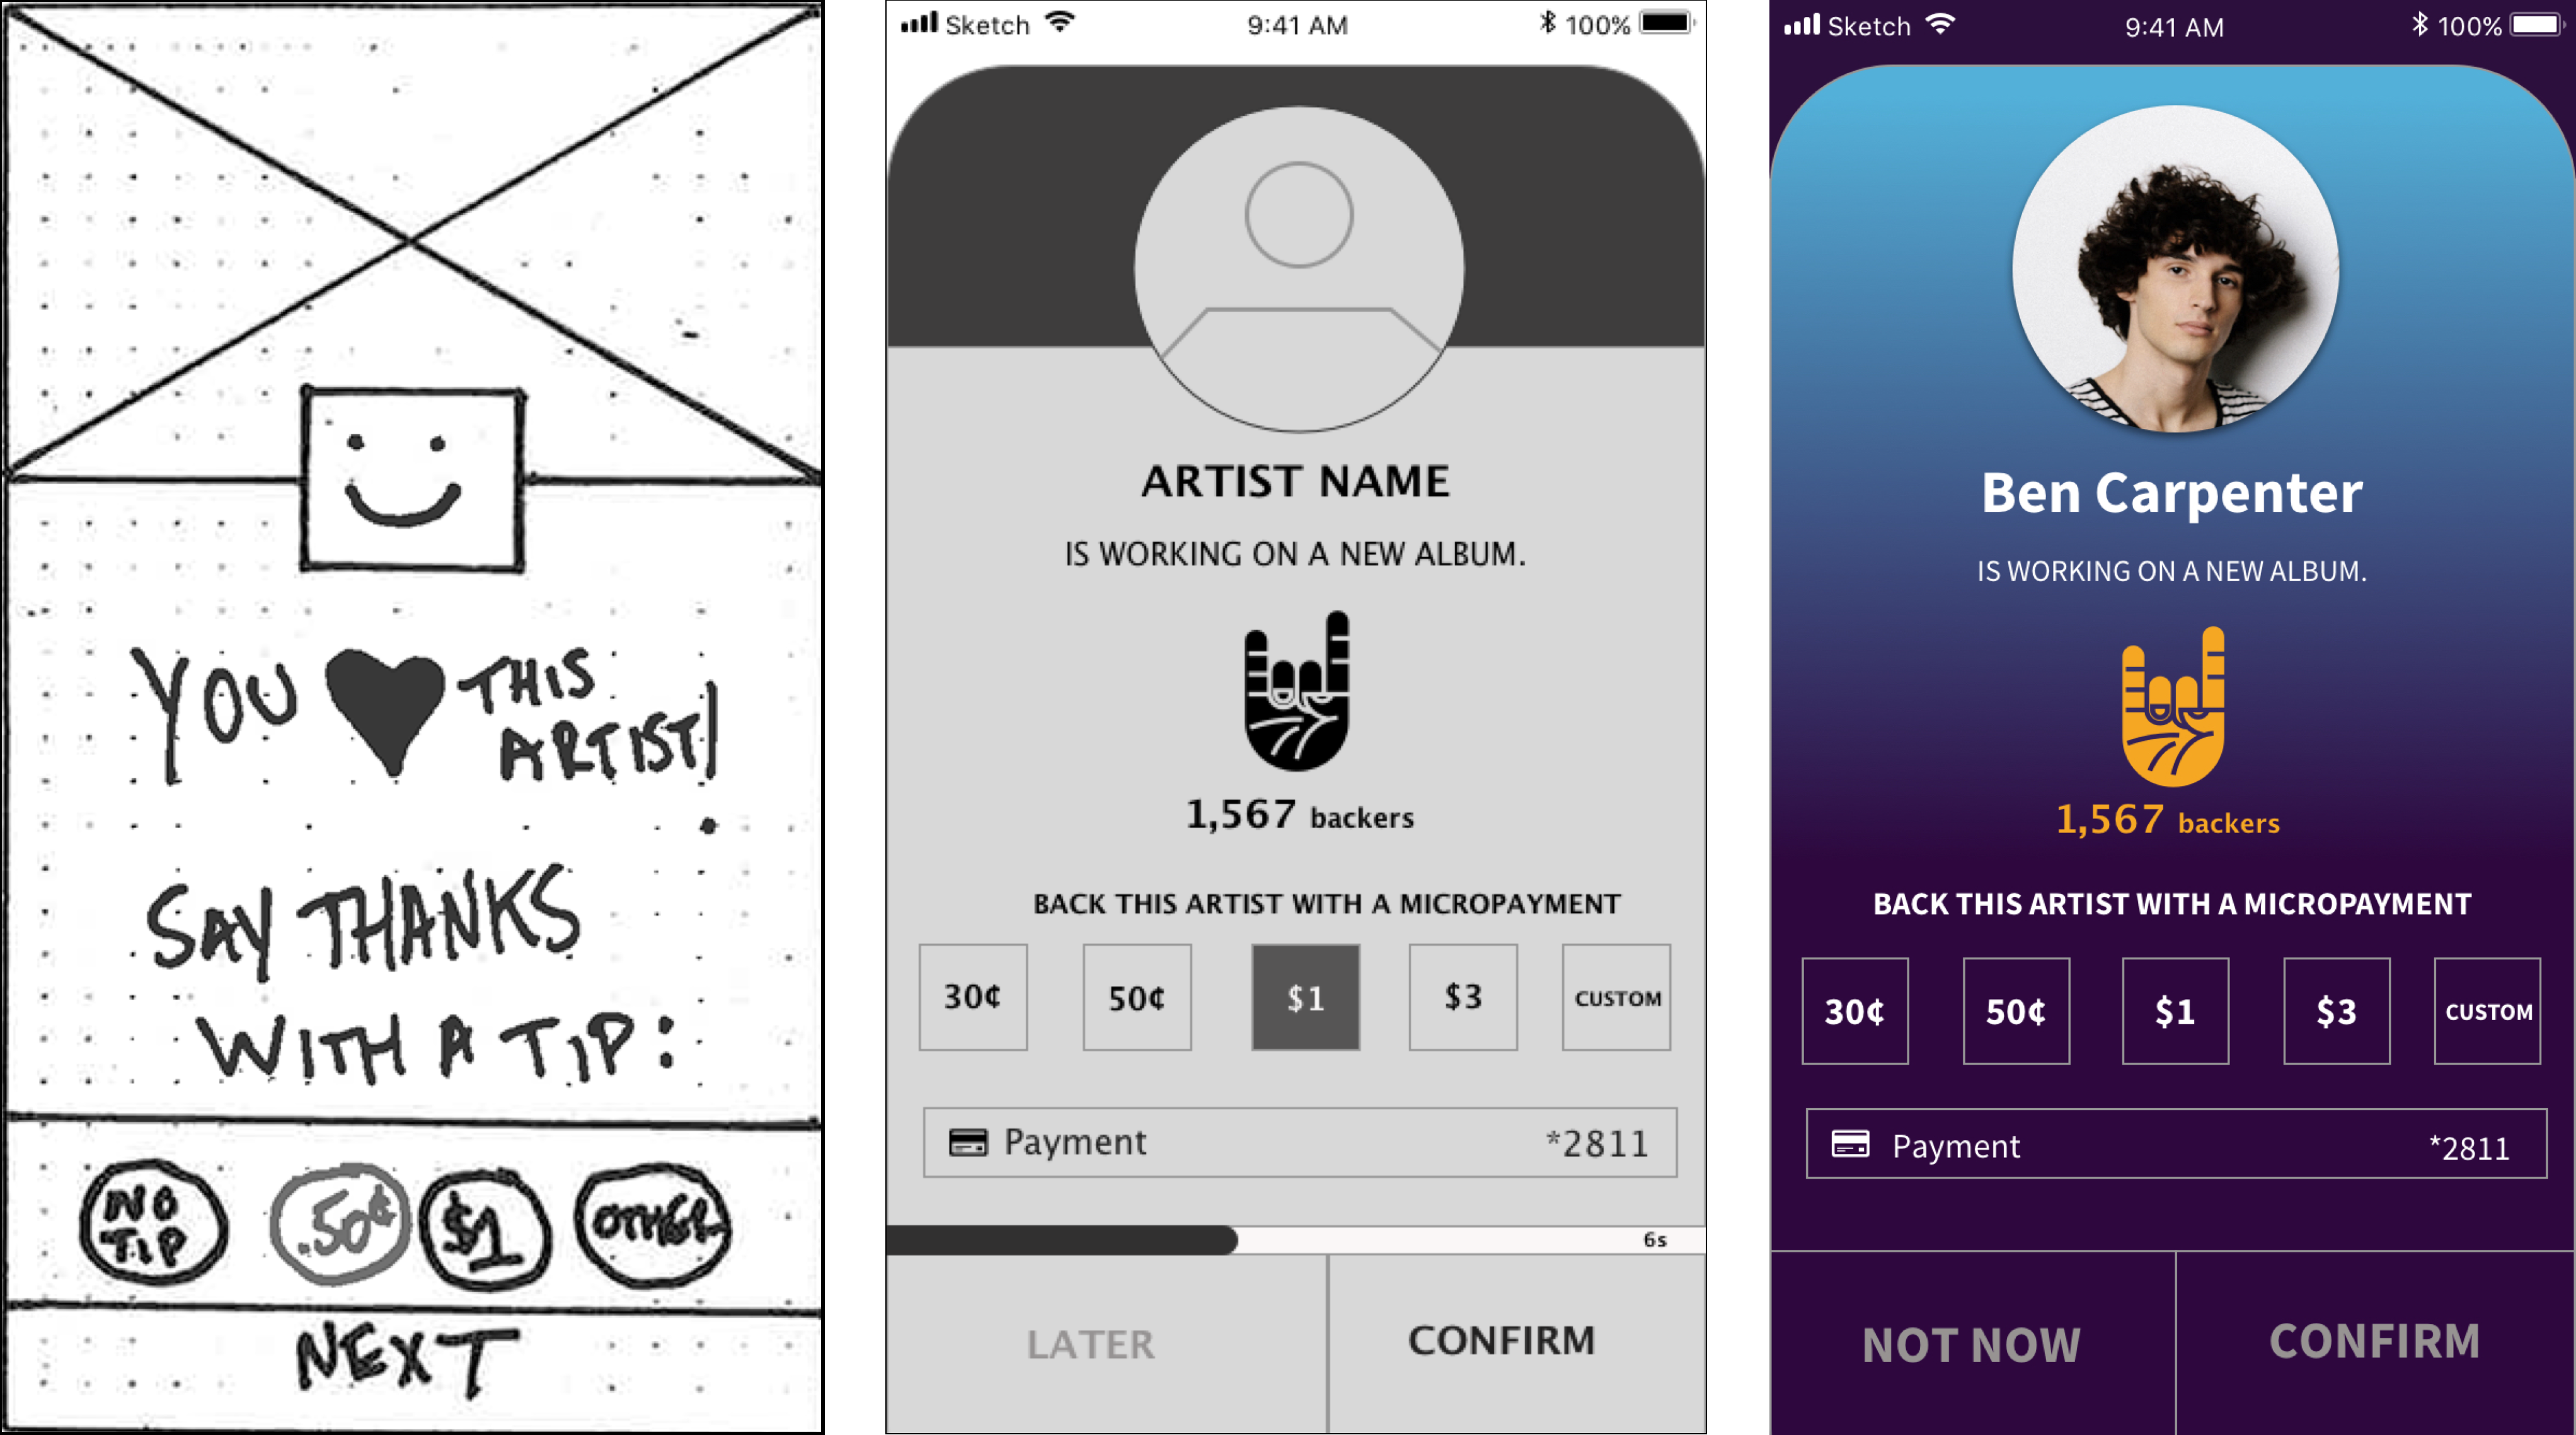 YOU THIS
ARTIST!
SAY THANKS
WITH A TIP:
NO
TIP
.50¢
$1
OTHER
NEXT
Sketch 9:41 AM 100%
ARTIST NAME
IS WORKING ON A NEW ALBUM.
1,567 backers
BACK THIS ARTIST WITH A MICROPAYMENT
30¢ 50¢ $1 $3 CUSTOM
Payment *2811
6s
LATER CONFIRM
Sketch 9:41 AM 100%
Ben Carpenter
IS WORKING ON A NEW ALBUM.
1,567 backers
BACK THIS ARTIST WITH A MICROPAYMENT
30¢ 50¢ $1 $3 CUSTOM
Payment *2811
NOT NOW CONFIRM